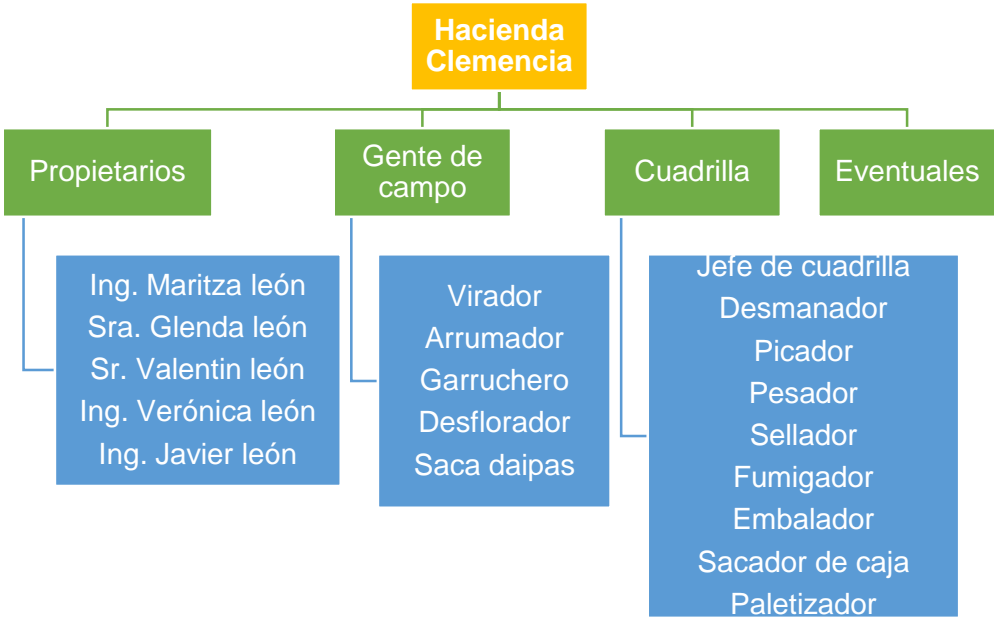 Hacienda
Clemencia
Propietarios
Gente de
campo
Cuadrilla
Eventuales
Ing. Maritza león
Sra. Glenda león
Sr. Valentin león
Ing. Verónica león
Ing. Javier león
Virador
Arrumador
Garruchero
Desflorador
Saca daipas
Jefe de cuadrilla
Desmanador
Picador
Pesador
Sellador
Fumigador
Embalador
Sacador de caja
Paletizador